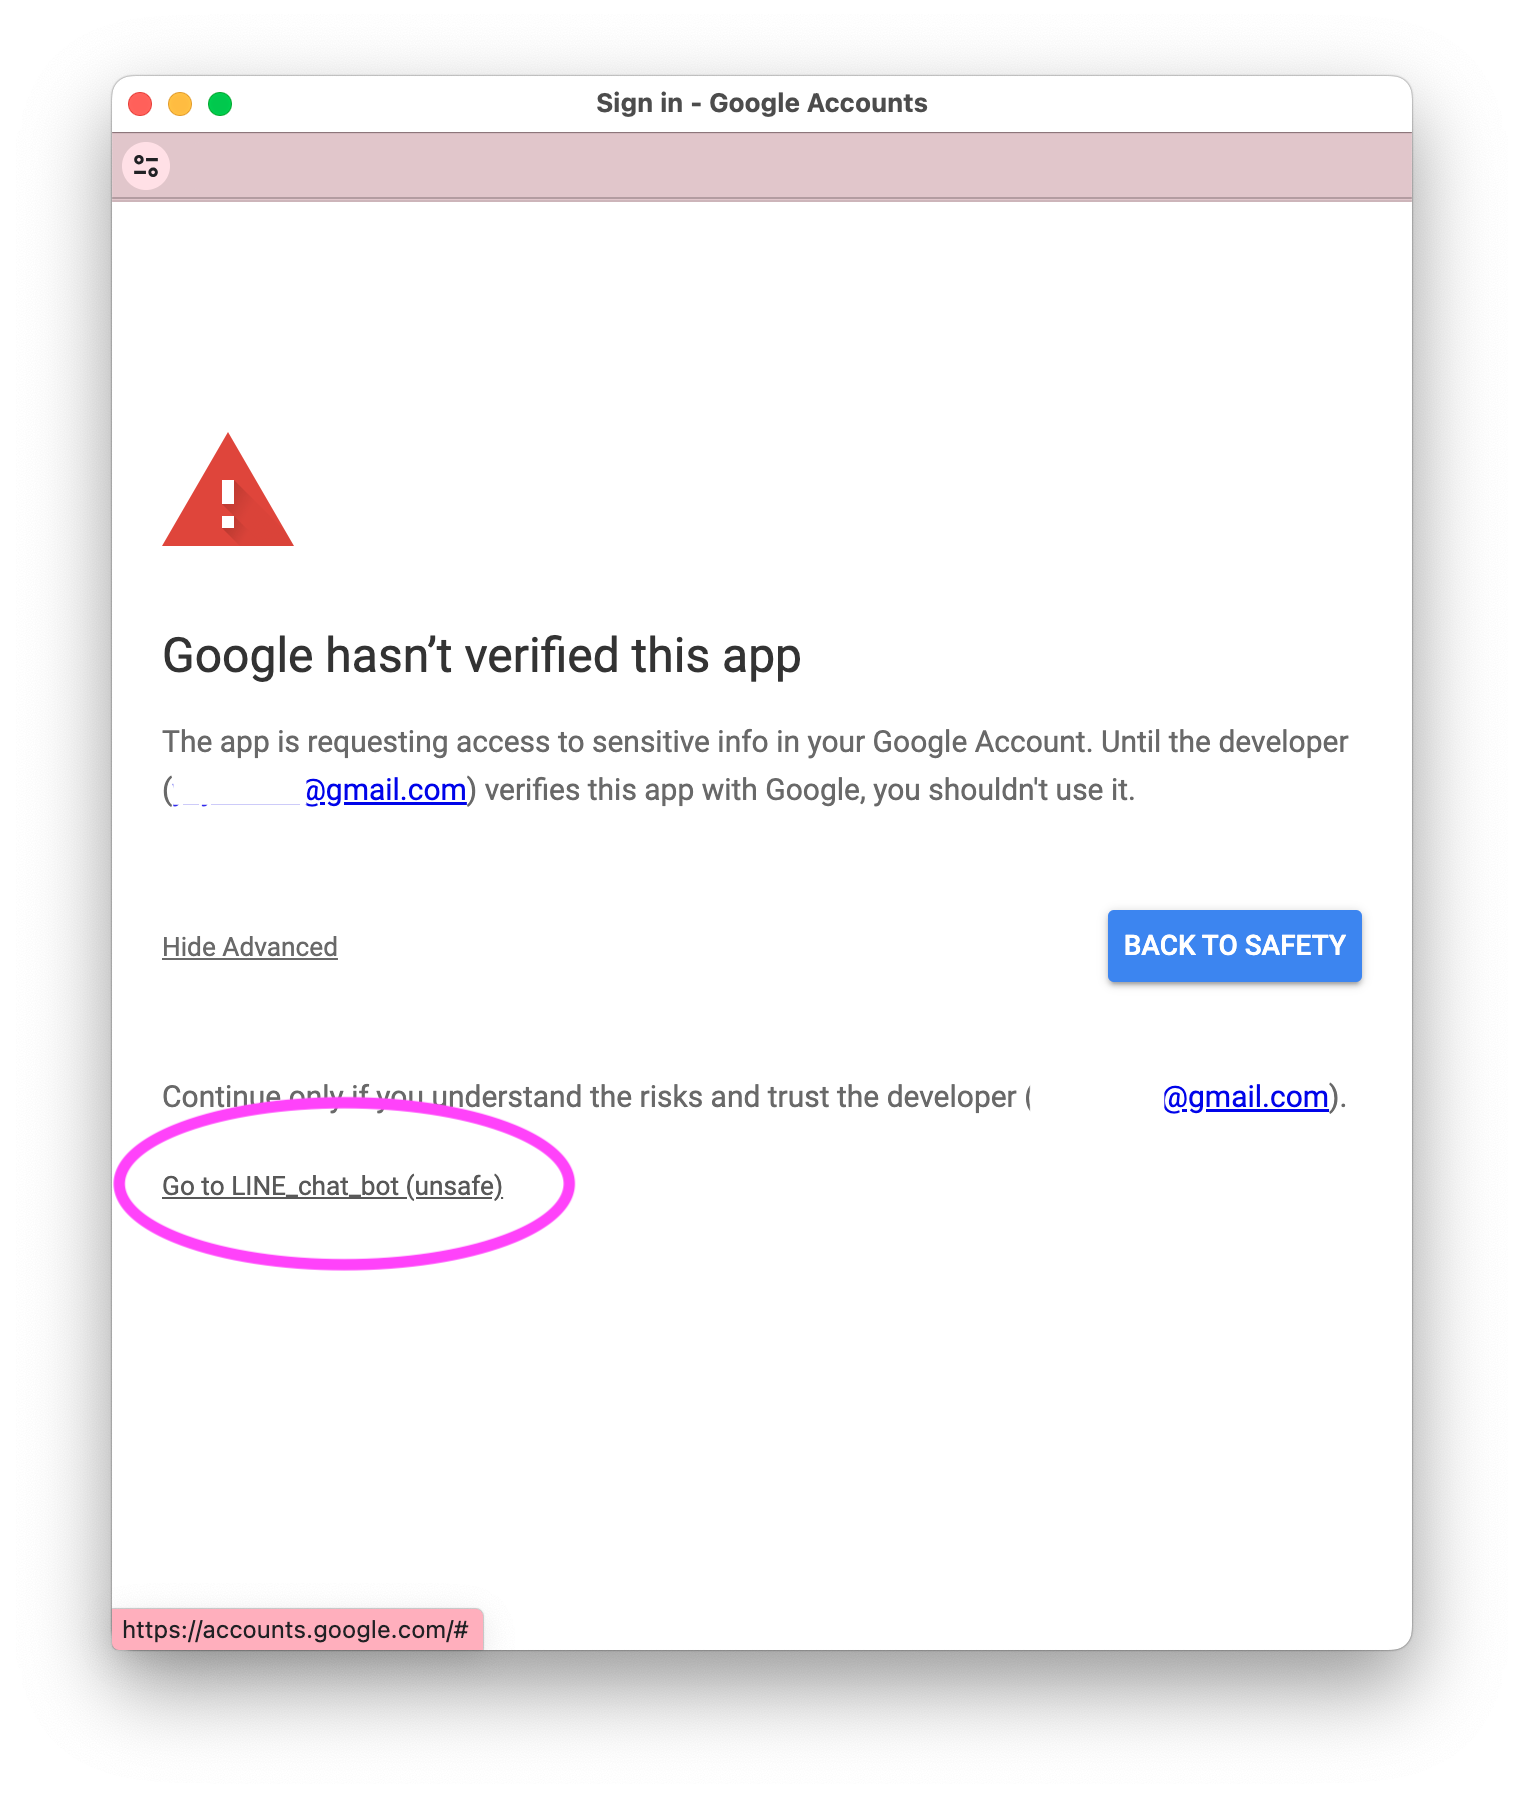 Sign in - Google Accounts
Google hasn’t verified this app
The app is requesting access to sensitive info in your Google Account. Until the developer
(@gmail.com) verifies this app with Google, you shouldn't use it.
Hide Advanced
BACK TO SAFETY
Continue only if you understand the risks and trust the developer (@gmail.com).
Go to LINE_chat_bot (unsafe)
https://accounts.google.com/#